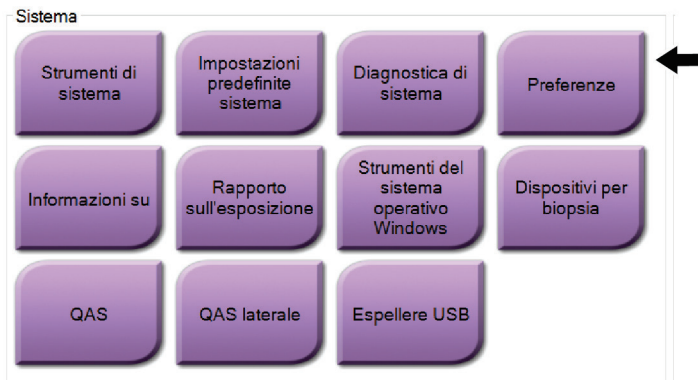 Sistema
Strumenti di
sistema
Impostazioni
predefinite
sistema
Diagnostica di
sistema
Preferenze
Informazioni su
Rapporto
sull'esposizione
Strumenti del
sistema
operativo
Windows
Dispositivi per
biopsia
QAS
QAS laterale
Espellere USB